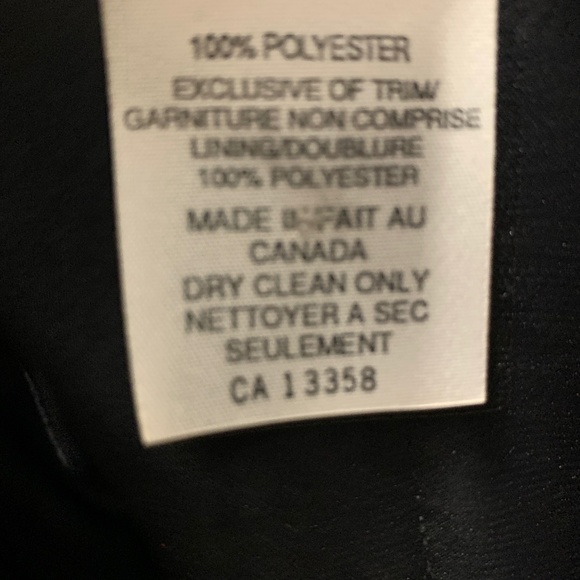 100% POLYESTER
EXCLUSIVE OF TRIM/
GARNITURE NON COMPRISE
LINING/DOUBLURE
100% POLYESTER
MADE FAIT AU
CANADA
DRY CLEAN ONLY
NETTOYER A SEC
SEULEMENT
CA 13358